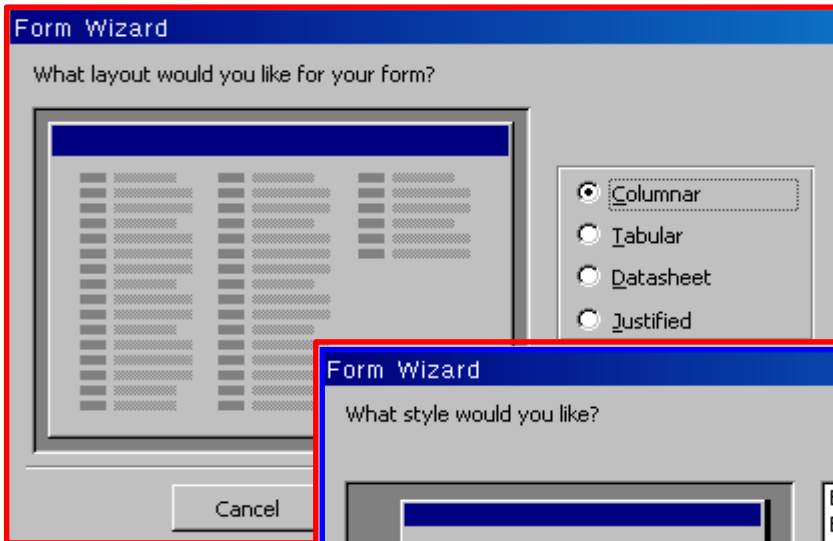 Form Wizard
What layout would you like for your form?
Columnar
Tabular
Datasheet
Justified
Form Wizard
What style would you like?
Cancel